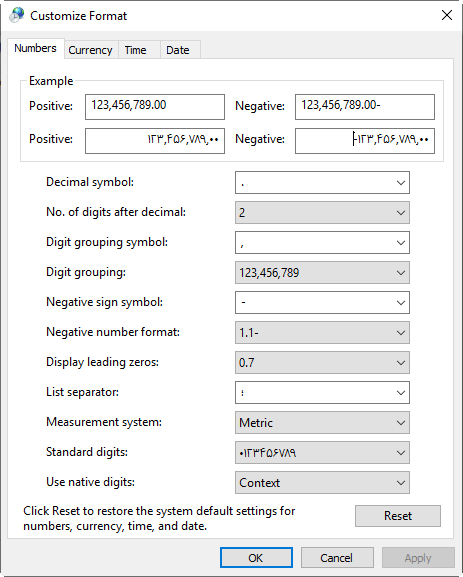 Customize Format
Numbers Currency Time Date
Example
Positive: 123,456,789.00 Negative: 123,456,789.00-
Positive: ۱۲۳,۴۵۶,۷۸۹,۰۰ Negative: -۱۲۳,۴۵۶,۷۸۹,۰۰
Decimal symbol: .
No. of digits after decimal: 2
Digit grouping symbol: ,
Digit grouping: 123,456,789
Negative sign symbol: -
Negative number format: 1.1-
Display leading zeros: 0.7
List separator: ؛
Measurement system: Metric
Standard digits: ۰۱۲۳۴۵۶۷۸۹
Use native digits: Context
Click Reset to restore the system default settings for
numbers, currency, time, and date.
Reset
OK Cancel Apply